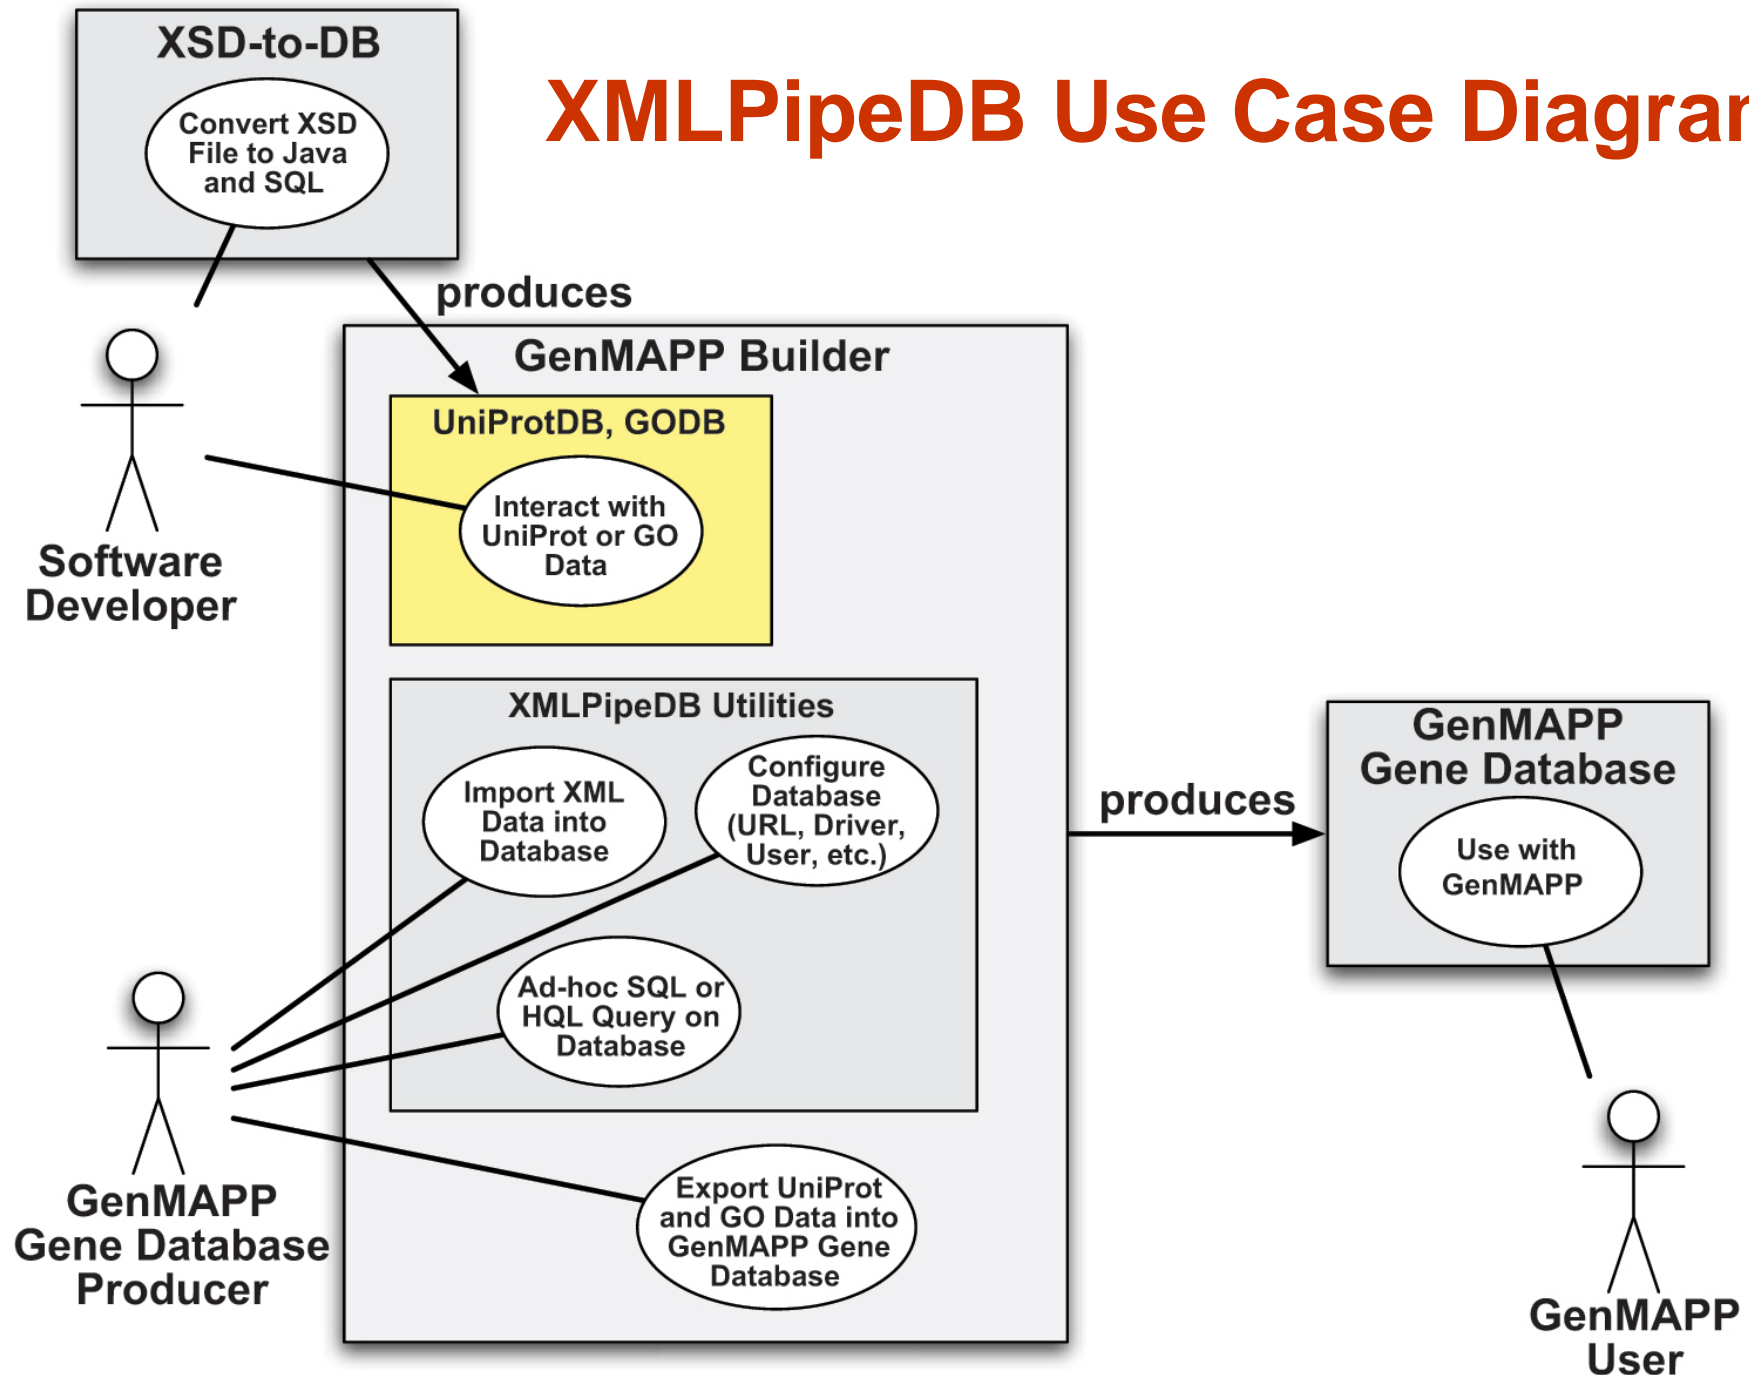 XSD-to-DB
Convert XSD
File to Java
and SQL
XMLPipeDB Use Case Diagra
produces
GenMAPP Builder
UniProtDB, GODB
Interact with
UniProt or GO
Data
Software
Developer
XMLPipeDB Utilities
Import XML
Data into
Database
Configure
Database
(URL, Driver,
User, etc.)
Ad-hoc SQL or
HQL Query on
Database
produces
GenMAPP
Gene Database
Use with
GenMAPP
GenMAPP
Gene Database
Producer
Export UniProt
and GO Data into
GenMAPP Gene
Database
GenMAPP
User